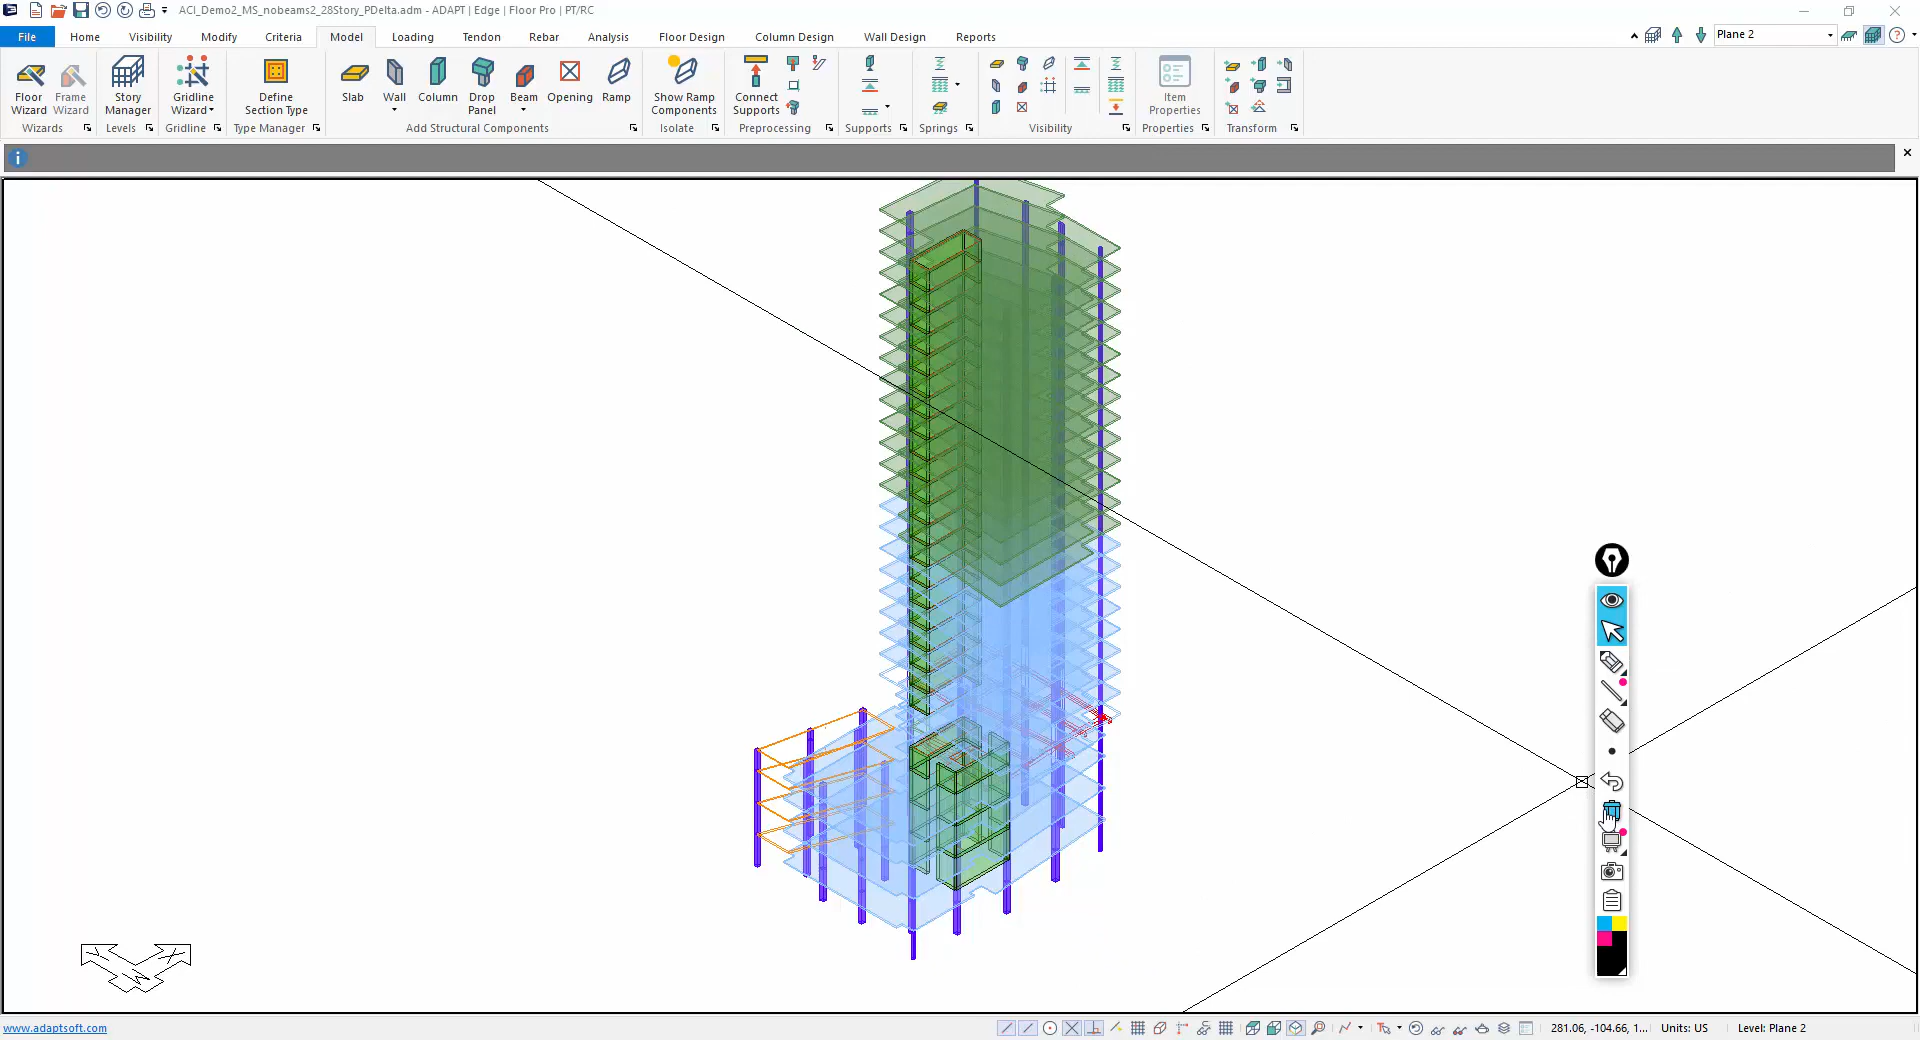 ACI_Demo2_MS_nobeams2_28Story_PDelta.adm - ADAPT | Edge | Floor Pro | PT/RC
File Home Visibility Modify Criteria Model Loading Tendon Rebar Analysis Floor Design Column Design Wall Design Reports Plane 2
Floor Wizard
Frame Wizard
Story Manager
Gridline Wizard
Define Section Type
Slab
Wall
Column
Drop Panel
Beam
Opening
Ramp
Show Ramp Components
Connect Supports
Item Properties
Wizards Levels Gridline Type Manager Add Structural Components Isolate Preprocessing Supports Springs Visibility Properties Transform
Y X
www.adaptsoft.com
281.06, -104.66, 1... Units: US Level: Plane 2